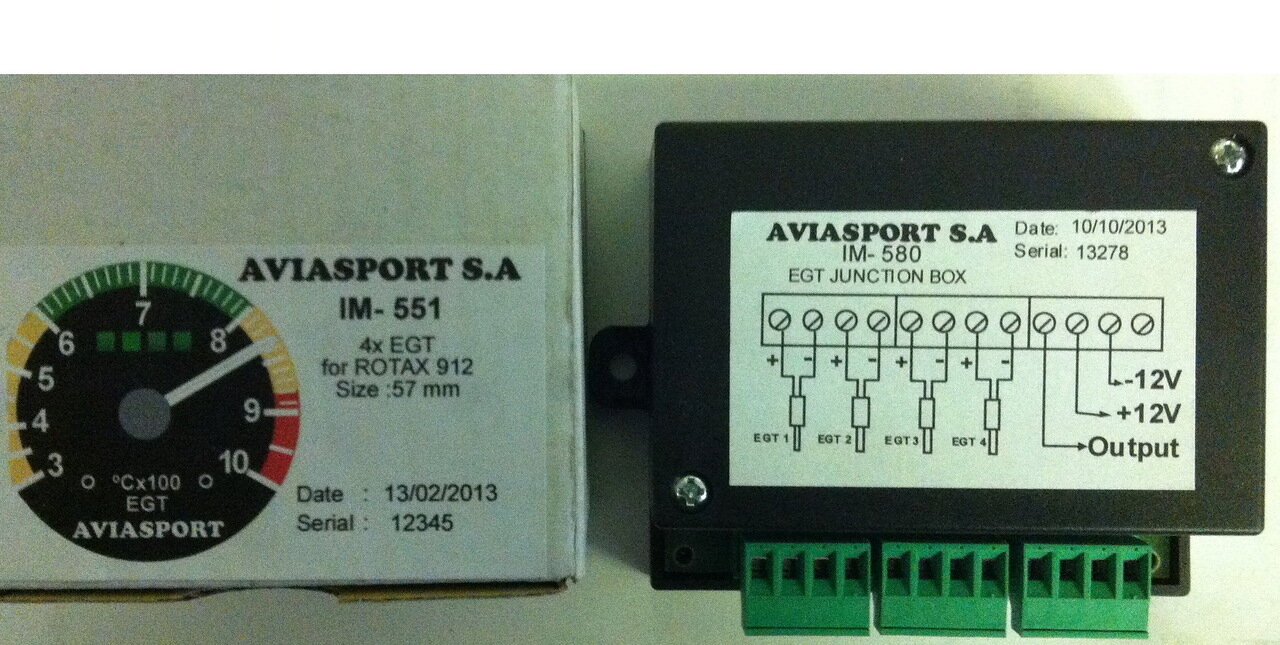 AVIASPORT S.A
IM- 551
4x EGT
for ROTAX 912
Size :57 mm
Date : 13/02/2013
Serial : 12345
3
4
5
6
7
8
9
10
ºCx100
EGT
AVIASPORT
AVIASPORT S.A
IM- 580
EGT JUNCTION BOX
Date: 10/10/2013
Serial: 13278
+ - + - + - + -
EGT 1 EGT 2 EGT 3 EGT 4
-12V
+12V
Output